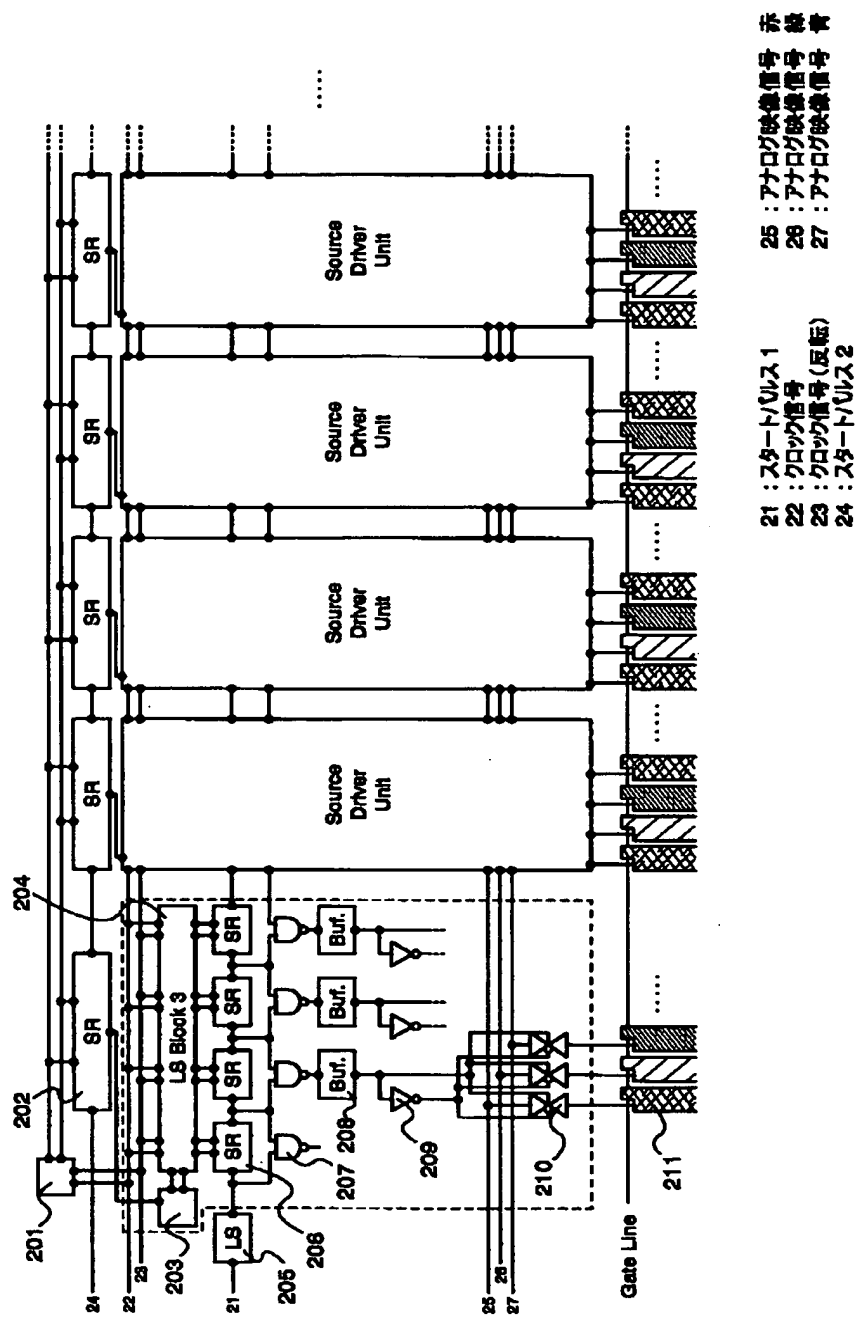 201
202
203
204
205
206
207
208
209
210
211
24
22
23
21
25
26
27
SR
SR
SR
SR
SR
LS Block 3
LS
SR
SR
SR
SR
Buf.
Buf.
Buf.
Source
Driver
Unit
Source
Driver
Unit
Source
Driver
Unit
Source
Driver
Unit
Gate Line
21 : スタートパルス 1
22 : クロック信号
23 : クロック信号(反転)
24 : スタートパルス 2
25 : アナログ映像信号 赤
26 : アナログ映像信号 緑
27 : アナログ映像信号 青